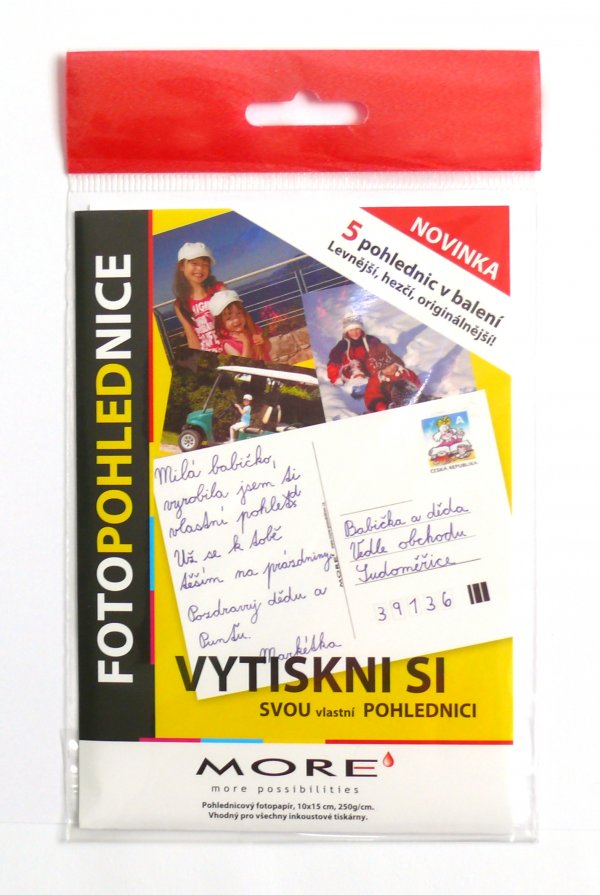 NOVINKA
5 pohlednic v balení
Levnější, hezčí, originálnější!
FOTOPOHLEDNICE
A
ČESKÁ REPUBLIKA
Milá babičko,
vyrobila jsem si
vlastní pohled
Už se k tobě
těším na prázdniny.
Pozdravuj dědu a
Punťu.
Markétka
MORE
Babička a děda
Vedle obchodu
Sudoměřice
39136
VYTISKNI SI
SVOU vlastní POHLEDNICI
MORE
more possibilities
Pohlednicový fotopapír, 10x15 cm, 250g/cm.
Vhodný pro všechny inkoustové tiskárny.